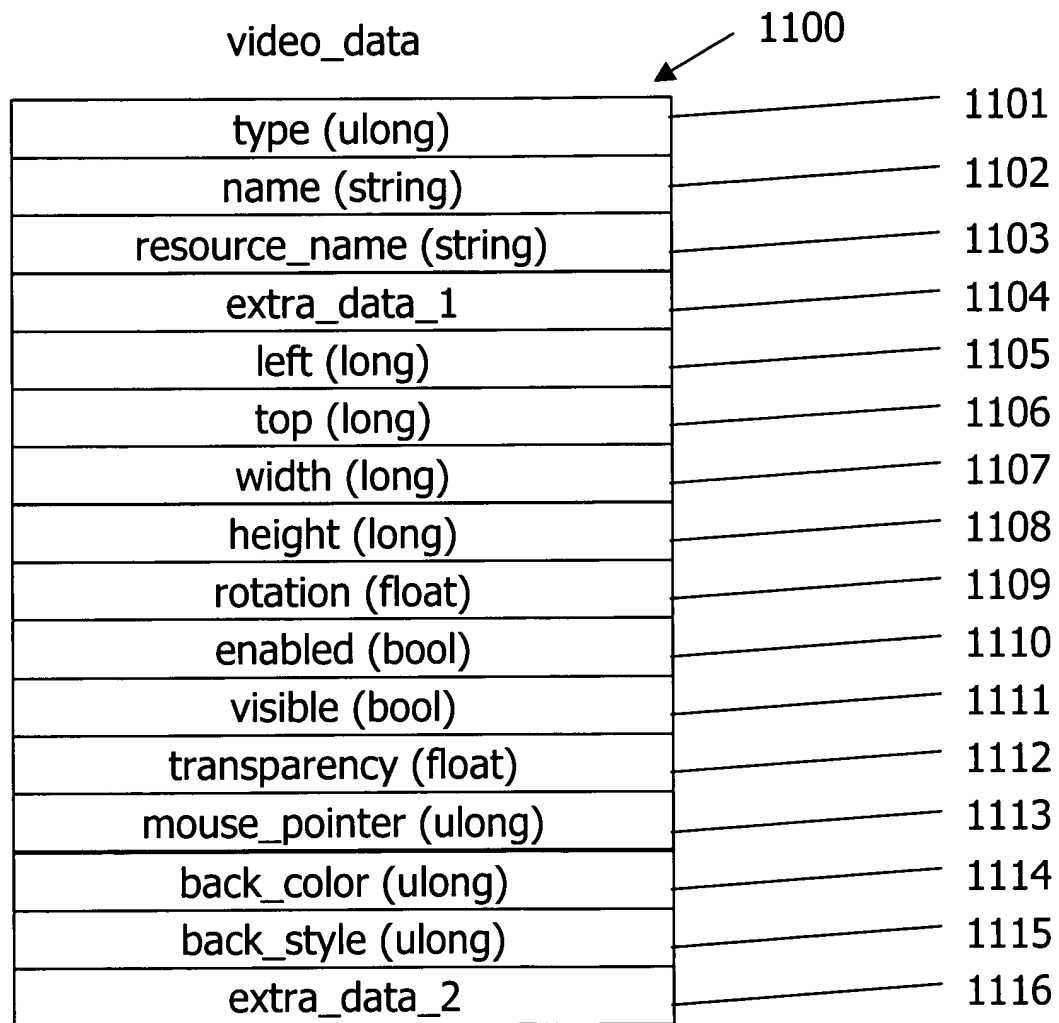 video_data 1100
type (ulong) 1101
name (string) 1102
resource_name (string) 1103
extra_data_1 1104
left (long) 1105
top (long) 1106
width (long) 1107
height (long) 1108
rotation (float) 1109
enabled (bool) 1110
visible (bool) 1111
transparency (float) 1112
mouse_pointer (ulong) 1113
back_color (ulong) 1114
back_style (ulong) 1115
extra_data_2 1116